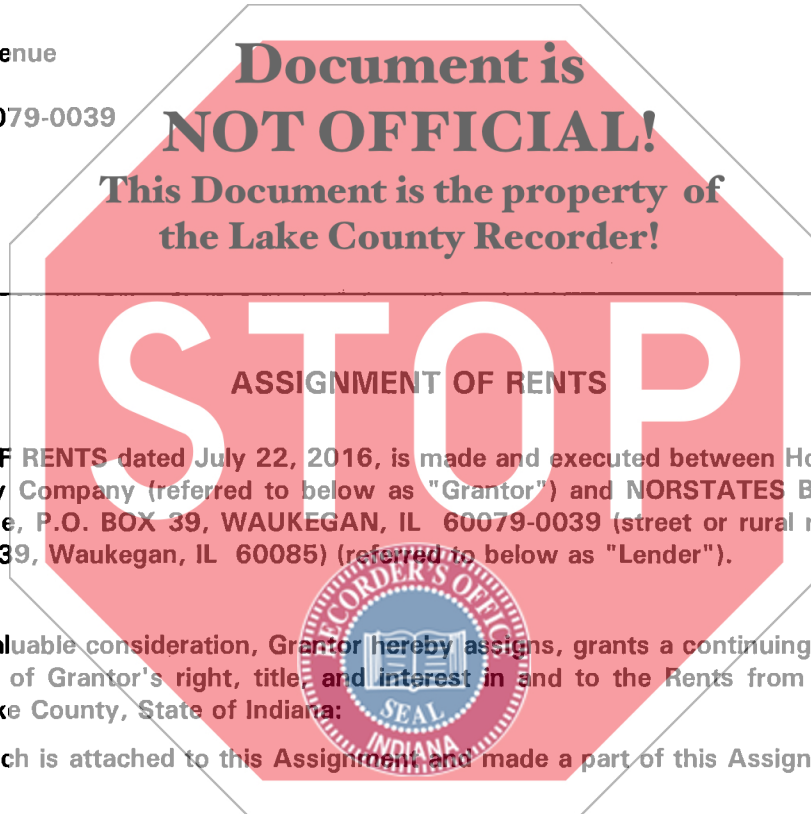 enue
Document is
079-0039
NOT OFFICIAL!
This Document is the property of
the Lake County Recorder!
STOP
ASSIGNMENT OF RENTS
F RENTS dated July 22, 2016, is made and executed between Ho
y Company (referred to below as "Grantor") and NORSTATES B
e, P.O. BOX 39, WAUKEGAN, IL 60079-0039 (street or rural r
39, Waukegan, IL 60085) (referred to below as "Lender").
RECORDER'S OFFIC
aluable consideration, Grantor hereby assigns, grants a continuing
of Grantor's right, title, and interest in and to the Rents from
ke County, State of Indiana:
SEAL
INDIANA
ch is attached to this Assignment and made a part of this Assign